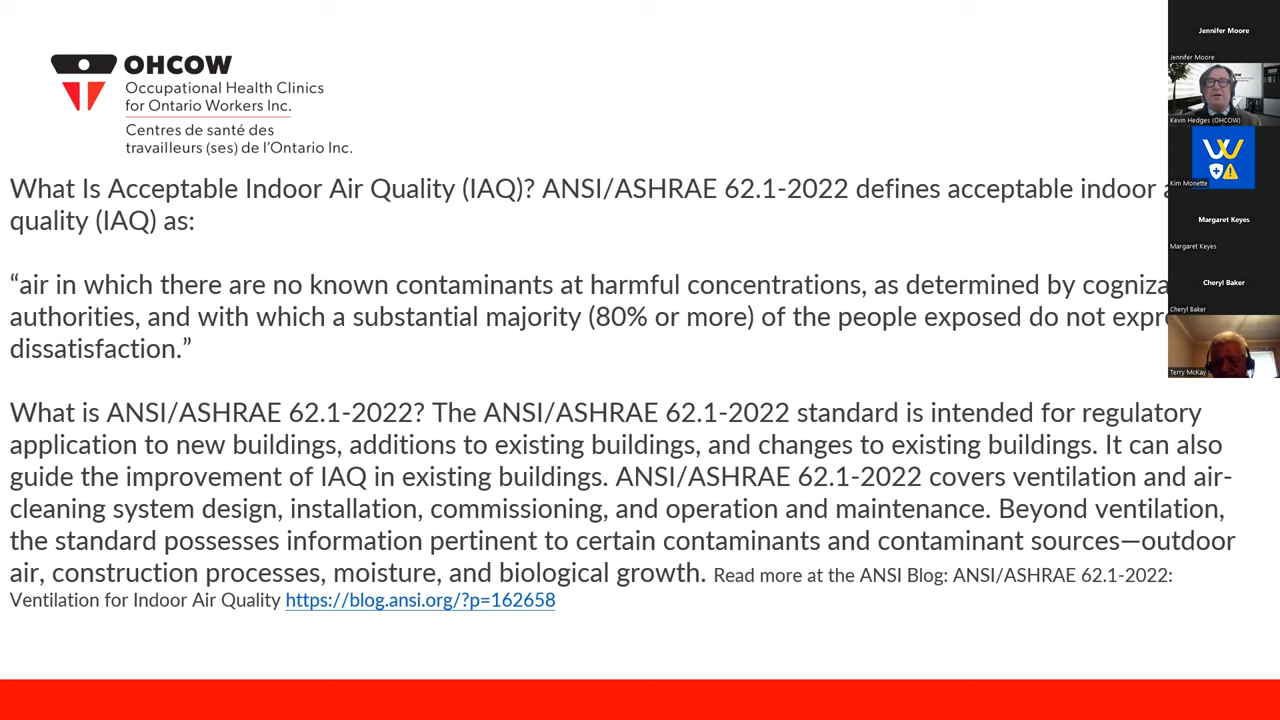 OHCOW
Occupational Health Clinics
for Ontario Workers Inc.
Centres de santé des
travailleurs (ses) de l'Ontario Inc.
What Is Acceptable Indoor Air Quality (IAQ)? ANSI/ASHRAE 62.1-2022 defines acceptable indoor
quality (IAQ) as:
“air in which there are no known contaminants at harmful concentrations, as determined by
authorities, and with which a substantial majority (80% or more) of the people exposed do not
dissatisfaction.”
What is ANSI/ASHRAE 62.1-2022? The ANSI/ASHRAE 62.1-2022 standard is intended for regulatory
application to new buildings, additions to existing buildings, and changes to existing buildings. It can also
guide the improvement of IAQ in existing buildings. ANSI/ASHRAE 62.1-2022 covers ventilation and air-
cleaning system design, installation, commissioning, and operation and maintenance. Beyond ventilation,
the standard possesses information pertinent to certain contaminants and contaminant sources—outdoor
air, construction processes, moisture, and biological growth. Read more at the ANSI Blog: ANSI/ASHRAE 62.1-2022:
Ventilation for Indoor Air Quality https://blog.ansi.org/?p=162658
Jennifer Moore
Jennifer Moore
Kevin Hedges (OHCOW)
Kim Monette
Margaret Keyes
Margaret Keyes
Cheryl Baker
Cheryl Baker
Terry McKay